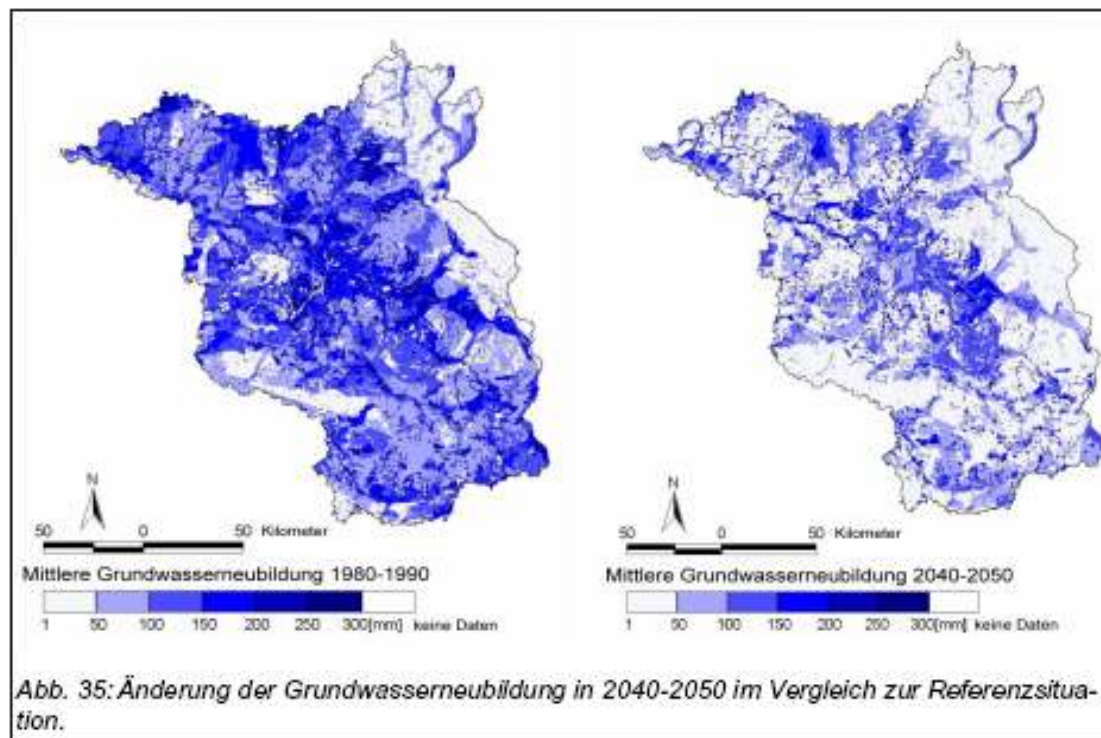 N
N
50 0 50 Kilometer
50 0 50 Kilometer
Mittlere Grundwasserneubildung 1980-1990
Mittlere Grundwasserneubildung 2040-2050
1 50 100 150 200 250 300[mm] keine Daten
1 50 100 150 200 250 300[mm] keine Daten
Abb. 35: Änderung der Grundwasserneubildung in 2040-2050 im Vergleich zur Referenzsitua-
tion.